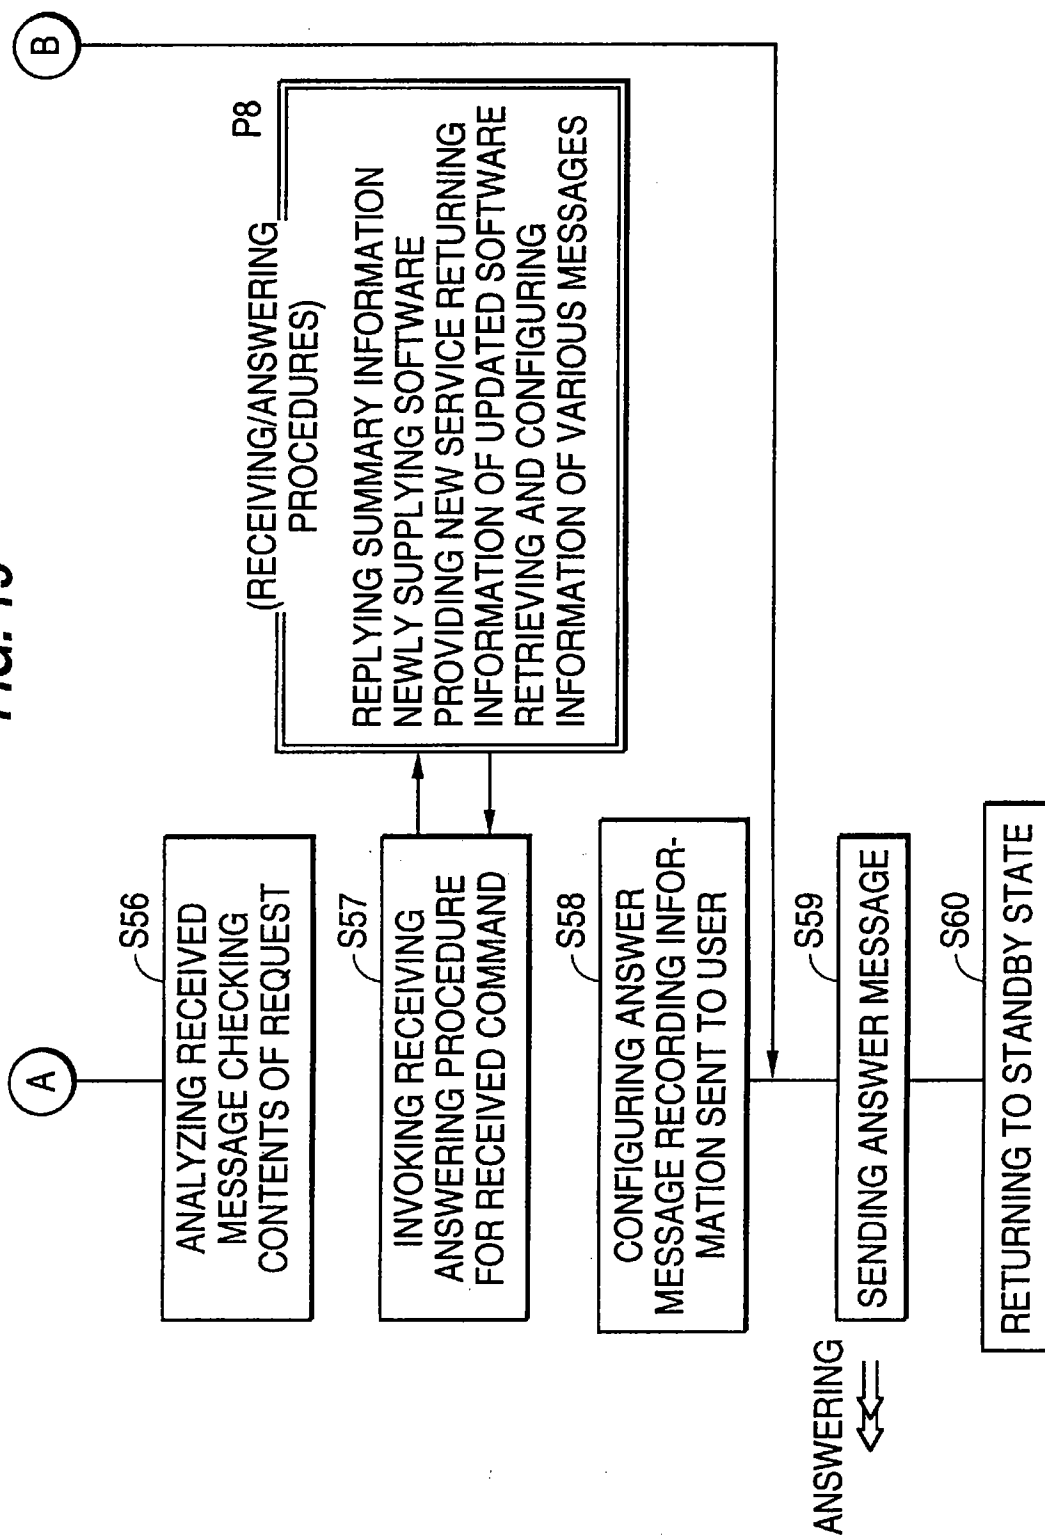 FIG.
A
B
S56
ANALYZING RECEIVED
MESSAGE CHECKING
CONTENTS OF REQUEST
S57
INVOKING RECEIVING
ANSWERING PROCEDURE
FOR RECEIVED COMMAND
(RECEIVING/ANSWERING
PROCEDURES)
P8
REPLYING SUMMARY INFORMATION
NEWLY SUPPLYING SOFTWARE
PROVIDING NEW SERVICE RETURNING
INFORMATION OF UPDATED SOFTWARE
RETRIEVING AND CONFIGURING
INFORMATION OF VARIOUS MESSAGES
S58
CONFIGURING ANSWER
MESSAGE RECORDING INFOR-
MATION SENT TO USER
ANSWERING
S59
SENDING ANSWER MESSAGE
S60
RETURNING TO STANDBY STATE